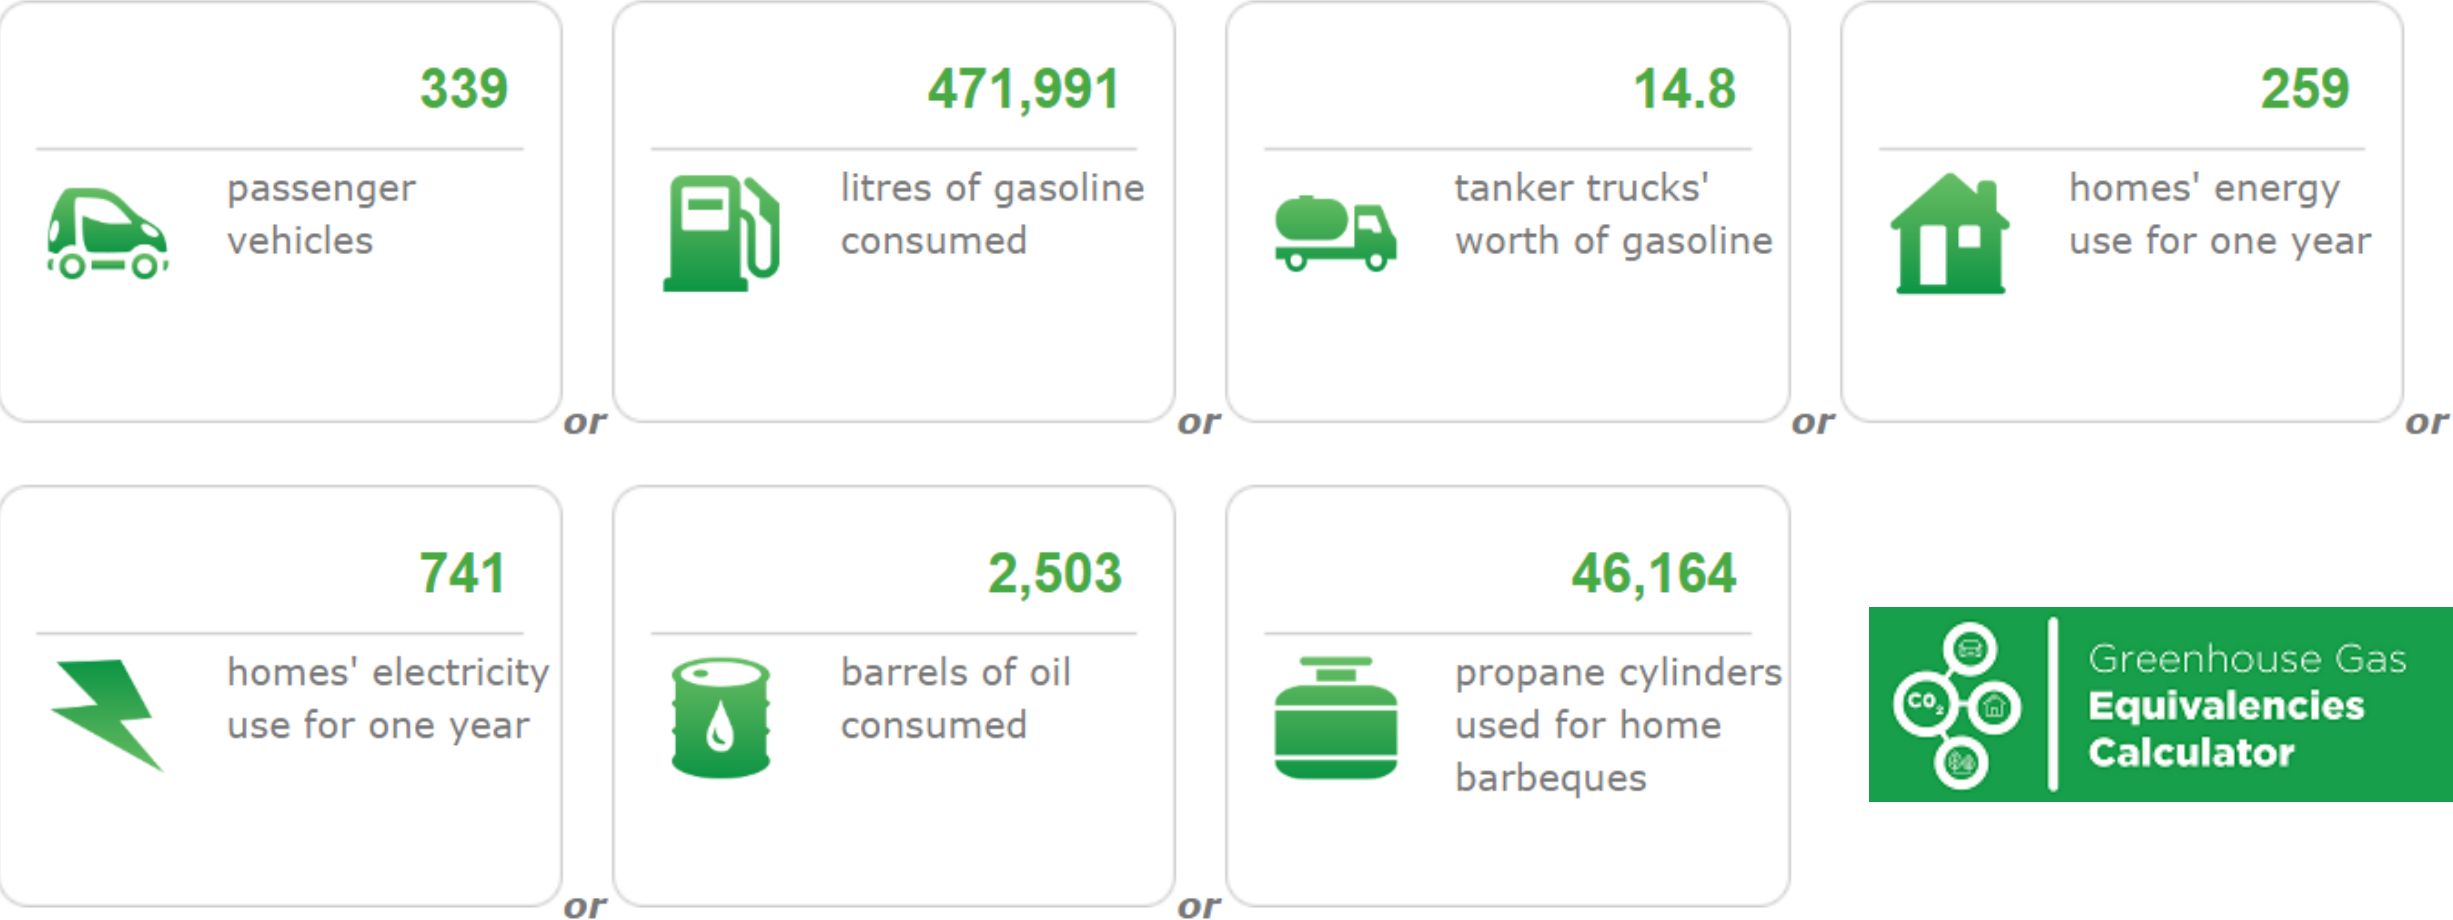 339
passenger
vehicles
or
471,991
litres of gasoline
consumed
or
14.8
tanker trucks'
worth of gasoline
or
259
homes' energy
use for one year
or
741
homes' electricity
use for one year
or
2,503
barrels of oil
consumed
or
46,164
propane cylinders
used for home
barbeques
CO₂
Greenhouse Gas
Equivalencies
Calculator